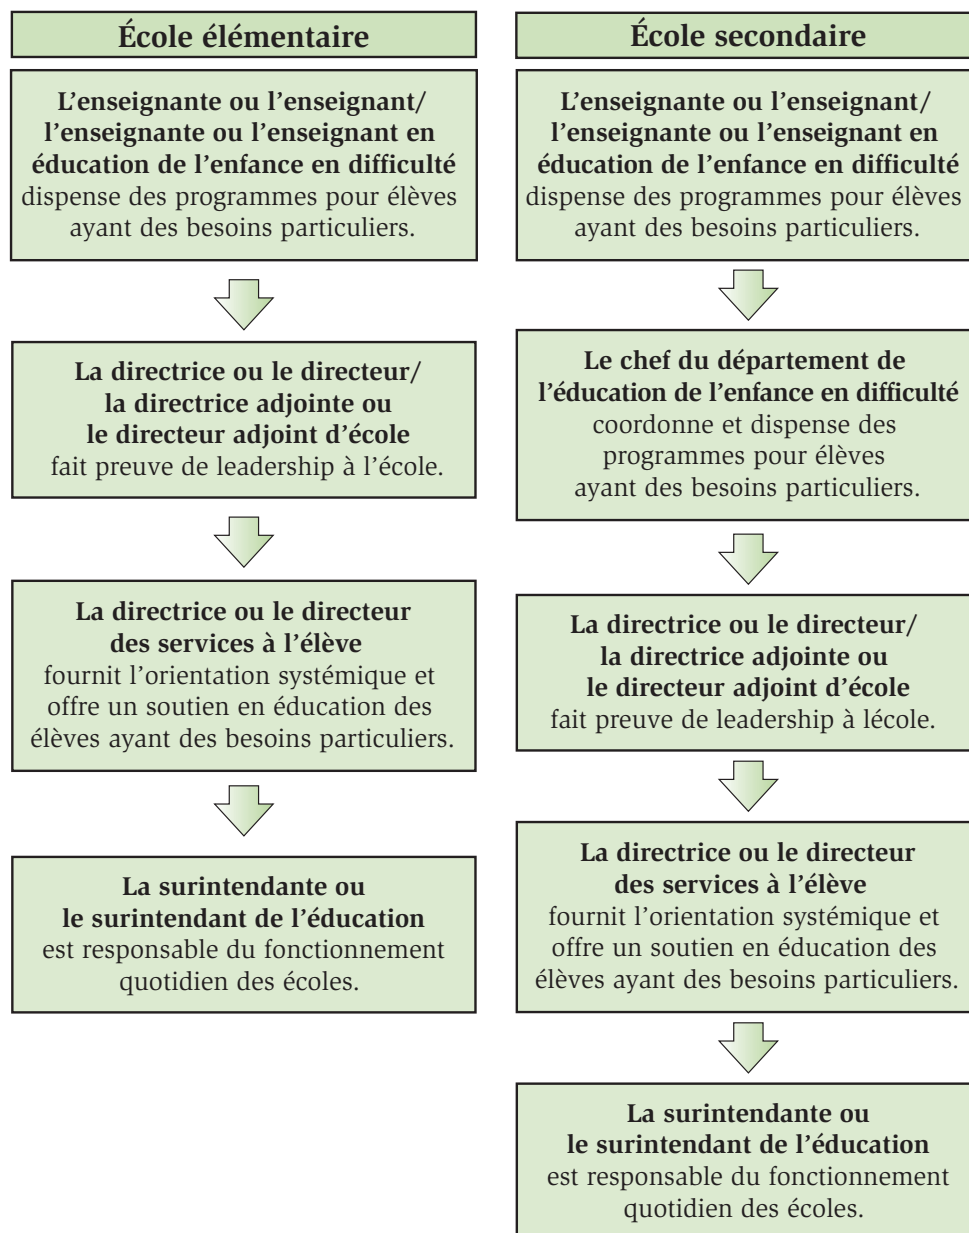 École élémentaire
L'enseignante ou l'enseignant/
l'enseignante ou l'enseignant en
éducation de l'enfance en difficulté
dispense des programmes pour élèves
ayant des besoins particuliers.
La directrice ou le directeur/
la directrice adjointe ou
le directeur adjoint d'école
fait preuve de leadership à l'école.
La directrice ou le directeur
des services à l'élève
fournit l'orientation systémique et
offre un soutien en éducation des
élèves ayant des besoins particuliers.
La surintendante ou
le surintendant de l'éducation
est responsable du fonctionnement
quotidien des écoles.
École secondaire
L'enseignante ou l'enseignant/
l'enseignante ou l'enseignant en
éducation de l'enfance en difficulté
dispense des programmes pour élèves
ayant des besoins particuliers.
Le chef du département de
l'éducation de l'enfance en difficulté
coordonne et dispense des
programmes pour élèves
ayant des besoins particuliers.
La directrice ou le directeur/
la directrice adjointe ou
le directeur adjoint d'école
fait preuve de leadership à lécole.
La directrice ou le directeur
des services à l'élève
fournit l'orientation systémique et
offre un soutien en éducation des
élèves ayant des besoins particuliers.
La surintendante ou
le surintendant de l'éducation
est responsable du fonctionnement
quotidien des écoles.